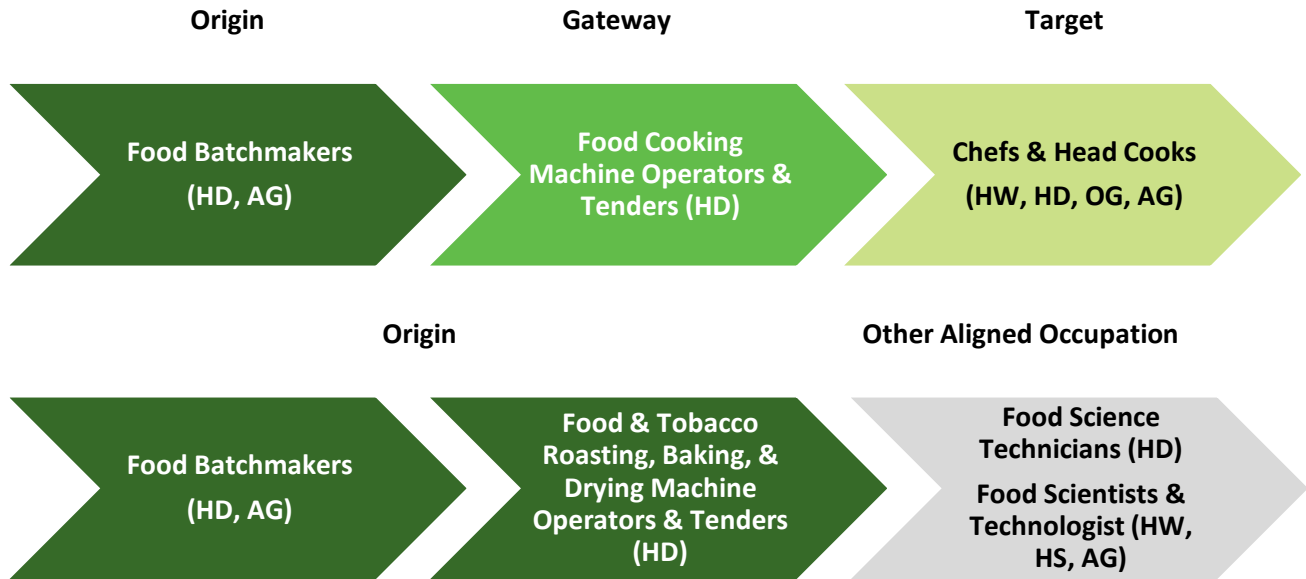 Origin
Gateway
Target
Food Batchmakers
(HD, AG)
Food Cooking
Machine Operators &
Tenders (HD)
Chefs & Head Cooks
(HW, HD, OG, AG)
Origin
Other Aligned Occupation
Food Batchmakers
(HD, AG)
Food & Tobacco
Roasting, Baking, &
Drying Machine
Operators & Tenders
(HD)
Food Science
Technicians (HD)
Food Scientists &
Technologist (HW,
HS, AG)